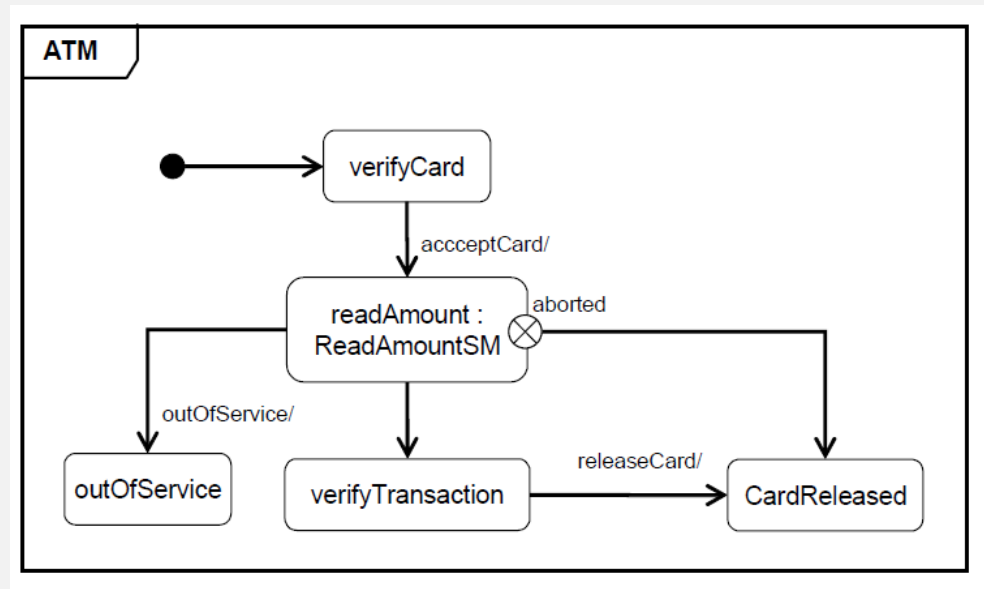 ATM
verifyCard
accceptCard/
readAmount :
ReadAmountSM
aborted
outOfService/
outOfService
verifyTransaction
releaseCard/
CardReleased